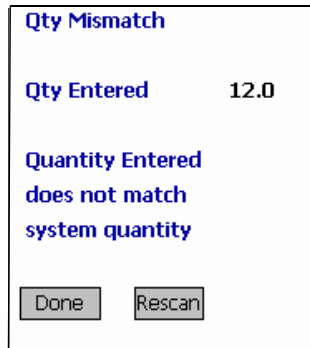 Qty Mismatch
Qty Entered 12.0
Quantity Entered
does not match
system quantity
Done Rescan